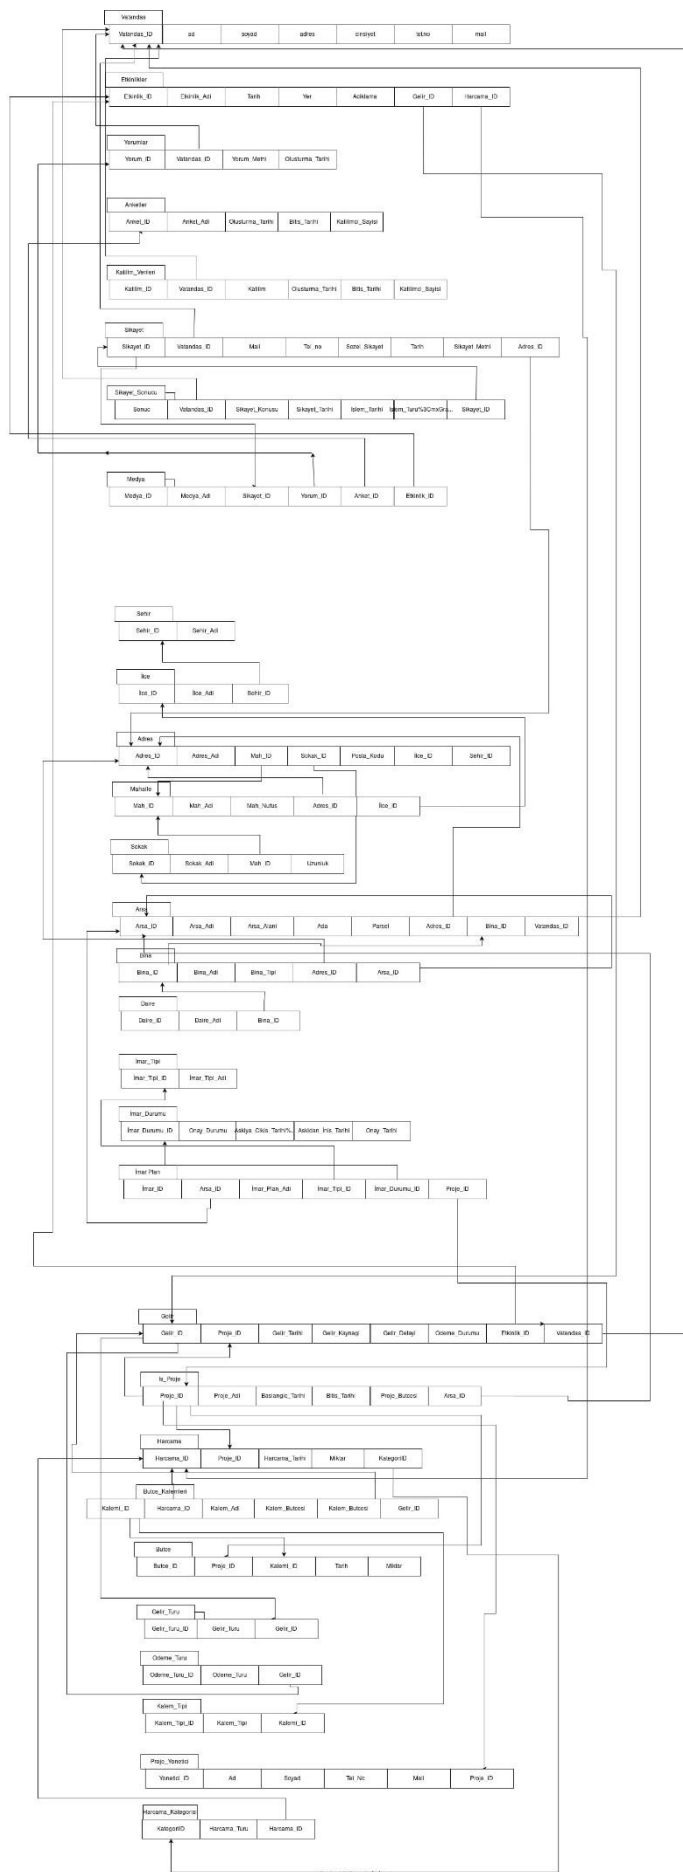 Vatandas
Vatandas_ID ad soyad adres cinsiyet tel.no mail
Etkinlikler
Etkinlik_ID Etkinlik_Adi Tarih Yer Aciklama Gelir_ID Harcama_ID
Yorumlar
Yorum_ID Vatandas_ID Yorum_Metni Olusturma_Tarihi
Anketler
Anket_ID Anket_Adi Olusturma_Tarihi Bitis_Tarihi Katilimci_Sayisi
Katilim_Verileri
Katilim_ID Vatandas_ID Katilim Olusturma_Tarihi Bitis_Tarihi Katilimci_Sayisi
Sikayet
Sikayet_ID Vatandas_ID Mail Tel_no Sozel_Sikayet Tarih Sikayet_Metni Adres_ID
Sikayet_Sonucu
Sonuc Vatandas_ID Sikayet_Konusu Sikayet_Tarihi Islem_Tarihi Islem_Turu%3CmxGra... Sikayet_ID
Medya
Medya_ID Medya_Adi Sikayet_ID Yorum_ID Anket_ID Etkinlik_ID
Sehir
Sehir_ID Sehir_Adi
İlce
İlce_ID İlce_Adi Sehir_ID
Adres
Adres_ID Adres_Adi Mah_ID Sokak_ID Posta_Kodu İlce_ID Sehir_ID
Mahalle
Mah_ID Mah_Adi Mah_Nufus Adres_ID İlce_ID
Sokak
Sokak_ID Sokak_Adi Mah_ID Uzunluk
Arsa
Arsa_ID Arsa_Adi Arsa_Alani Ada Parsel Adres_ID Bina_ID Vatandas_ID
Bina
Bina_ID Bina_Adi Bina_Tipi Adres_ID Arsa_ID
Daire
Daire_ID Daire_Adi Bina_ID
İmar_Tipi
İmar_Tipi_ID İmar_Tipi_Adi
İmar_Durumu
İmar_Durumu_ID Onay_Durumu Askiya_Cikis_Tarihi%... Askidan_İnis_Tarihi Onay_Tarihi
İmar Plan
İmar_ID Arsa_ID İmar_Plan_Adi İmar_Tipi_ID İmar_Durumu_ID Proje_ID
Gelir
Gelir_ID Proje_ID Gelir_Tarihi Gelir_Kaynagi Gelir_Detayi Odeme_Durumu Etkinlik_ID Vatandas_ID
Is_Proje
Proje_ID Proje_Adi Baslangic_Tarihi Bitis_Tarihi Proje_Butcesi Arsa_ID
Harcama
Harcama_ID Proje_ID Harcama_Tarihi Miktar KategoriID
Butce_Kalemleri
Kalemi_ID Harcama_ID Kalem_Adi Kalem_Butcesi Kalem_Butcesi Gelir_ID
Butce
Butce_ID Proje_ID Kalemi_ID Tarih Miktar
Gelir_Turu
Gelir_Turu_ID Gelir_Turu Gelir_ID
Odeme_Turu
Odeme_Turu_ID Odeme_Turu Gelir_ID
Kalem_Tipi
Kalem_Tipi_ID Kalem_Tipi Kalemi_ID
Proje_Yonetici
Yonetici_ID Ad Soyad Tel_No Mail Proje_ID
Harcama_Kategorisi
KategoriID Harcama_Turu Harcama_ID